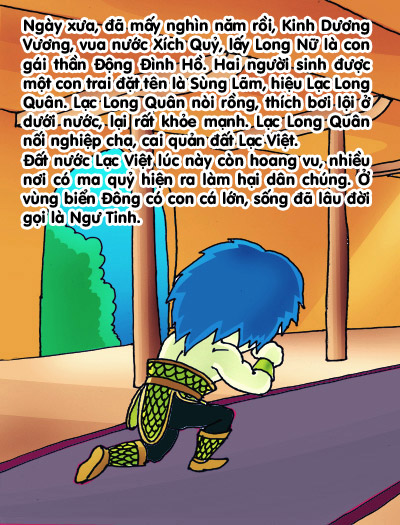 Ngày xưa, đã mấy nghìn năm rồi, Kinh Dương
Vương, vua nước Xích Quỷ, lấy Long Nữ là con
gái thần Động Đình Hồ. Hai người sinh được
một con trai đặt tên là Sùng Lãm, hiệu Lạc Long
Quân. Lạc Long Quân nòi rồng, thích bơi lội ở
dưới nước, lại rất khỏe mạnh. Lạc Long Quân
nối nghiệp cha, cai quản đất Lạc Việt.
Đất nước Lạc Việt lúc này còn hoang vu, nhiều
nơi có ma quỷ hiện ra làm hại dân chúng. Ở
vùng biển Đông có con cá lớn, sống đã lâu đời
gọi là Ngư Tinh.